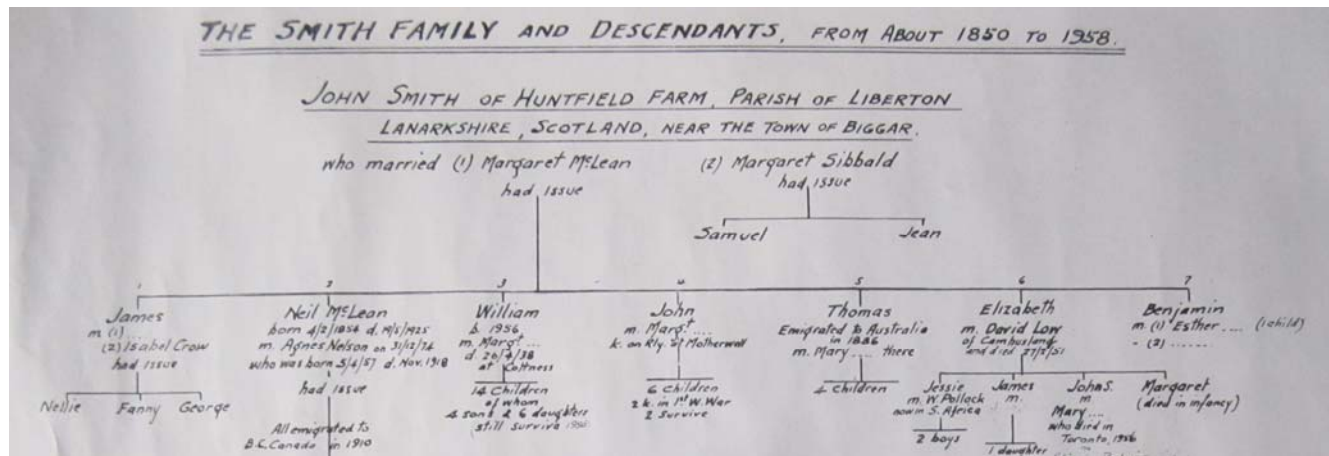 THE SMITH FAMILY AND DESCENDANTS, FROM ABOUT 1850 TO 1958.
JOHN SMITH OF HUNTFIELD FARM, PARISH OF LIBERTON
LANARKSHIRE, SCOTLAND, NEAR THE TOWN OF BIGGAR.
who married (1) Margaret McLean (2) Margaret Sibbald
had issue had issue
Samuel Jean
1 2 3 4 5 6 7
James
m (1) ...
(2) Isabel Crow
had issue
Nellie Fanny George
Neil McLean
born 4/2/1854 d. 19/5/1925
m. Agnes Nelson on 31/12/76
who was born 5/4/57 d. Nov. 1918
had issue
All emigrated to
B.C. Canada in 1910
William
b. 1956
m. Margt ...
at Coltness
14 Children
of whom
4 sons & 6 daughters
still survive
John
m. Margt ....
k. on Rly. at Motherwell
6 Children
2 k. in 1st W. War
2 Survive
Thomas
Emigrated to Australia
in 1886
m. Mary .... there
4 children
Elizabeth
m. David Low
of Cambusland
and died 27/5/51
Jessie
m. W. Pollock
now in S. Africa
2 boys
James
m.
1 daughter
John S.
m
Mary ....
who died in
Toronto, 1956
Margaret
(died in infancy)
Benjamin
m. (1) Esther .... (1 child)
- (2) ......